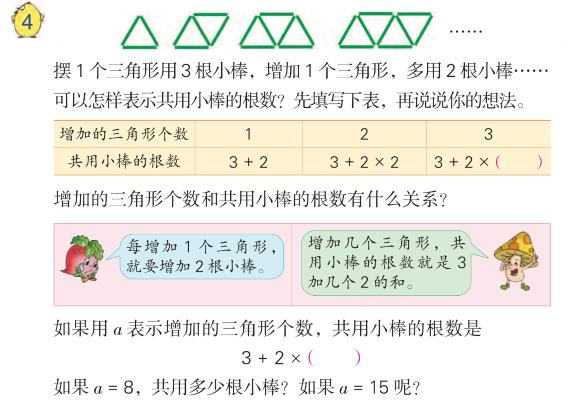 4
……
摆 1 个三角形用 3 根小棒，增加 1 个三角形，多用 2 根小棒……
可以怎样表示共用小棒的根数？先填写下表，再说说你的想法。
增加的三角形个数 1 2 3
共用小棒的根数 3 + 2 3 + 2 × 2 3 + 2 × (  )
增加的三角形个数和共用小棒的根数有什么关系？
每增加 1 个三角形，
就要增加 2 根小棒。
增加几个三角形，共
用小棒的根数就是 3
加几个 2 的和。
如果用 a 表示增加的三角形个数，共用小棒的根数是
3 + 2 × (  )
如果 a = 8，共用多少根小棒？如果 a = 15 呢？